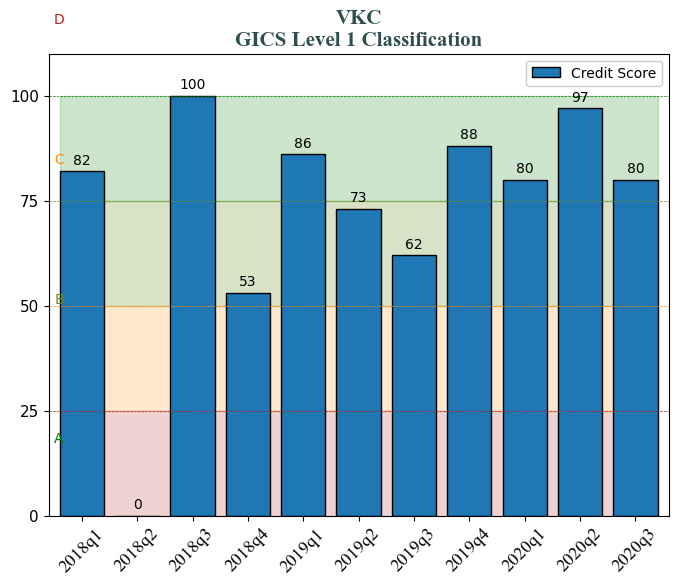 D
VKC
GICS Level 1 Classification
Credit Score
100
75
50
25
0
C
B
A
82
0
100
53
86
73
62
88
80
97
80
2018q1
2018q2
2018q3
2018q4
2019q1
2019q2
2019q3
2019q4
2020q1
2020q2
2020q3